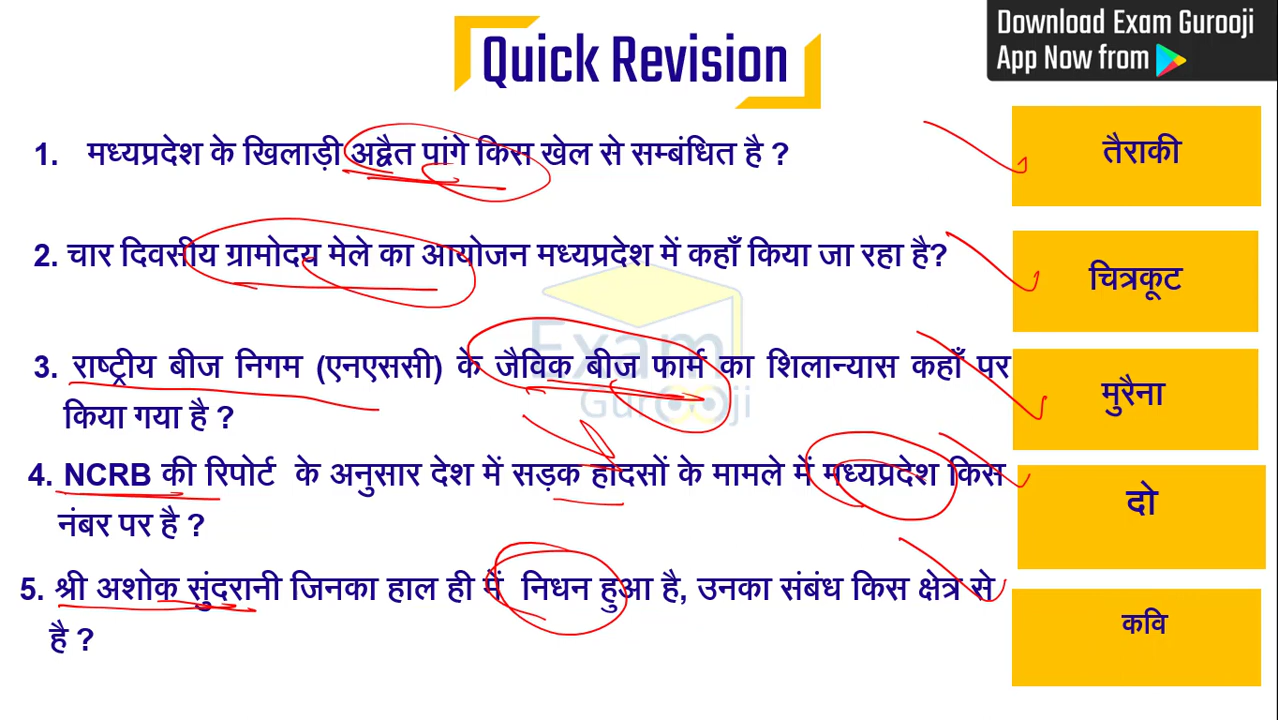 Download Exam Gurooji
App Now from
Quick Revision
1. मध्यप्रदेश के खिलाड़ी अद्वैत पांगे किस खेल से सम्बंधित है ?
तैराकी
2. चार दिवसीय ग्रामोदय मेले का आयोजन मध्यप्रदेश में कहाँ किया जा रहा है?
चित्रकूट
3. राष्ट्रीय बीज निगम (एनएससी) के जैविक बीज फार्म का शिलान्यास कहाँ पर
किया गया है ?
मुरैना
4. NCRB की रिपोर्ट के अनुसार देश में सड़क हादसों के मामले में मध्यप्रदेश किस
नंबर पर है ?
दो
5. श्री अशोक सुंदरानी जिनका हाल ही में निधन हुआ है, उनका संबंध किस क्षेत्र से
है ?
कवि
Exam
Gurooji